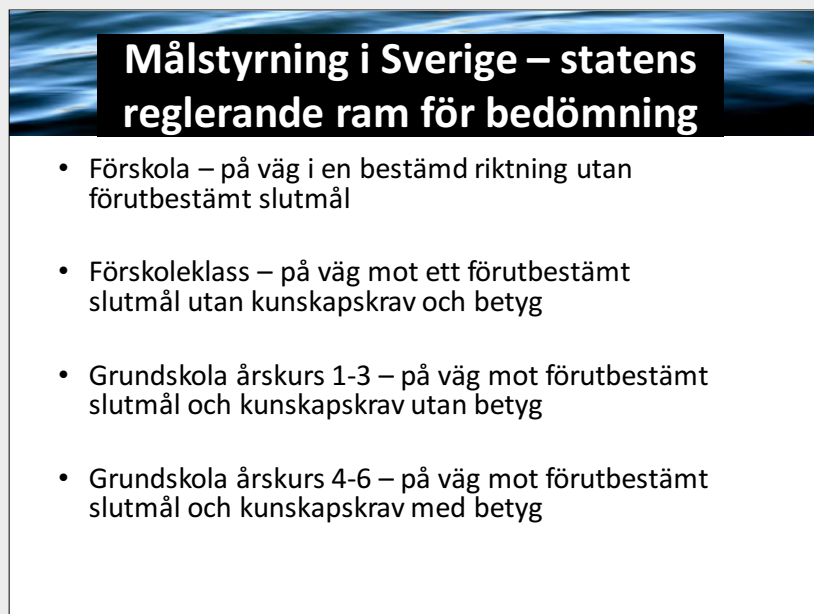 Målstyrning i Sverige – statens
reglerande ram för bedömning
• Förskola – på väg i en bestämd riktning utan
förutbestämt slutmål
• Förskoleklass – på väg mot ett förutbestämt
slutmål utan kunskapskrav och betyg
• Grundskola årskurs 1-3 – på väg mot förutbestämt
slutmål och kunskapskrav utan betyg
• Grundskola årskurs 4-6 – på väg mot förutbestämt
slutmål och kunskapskrav med betyg